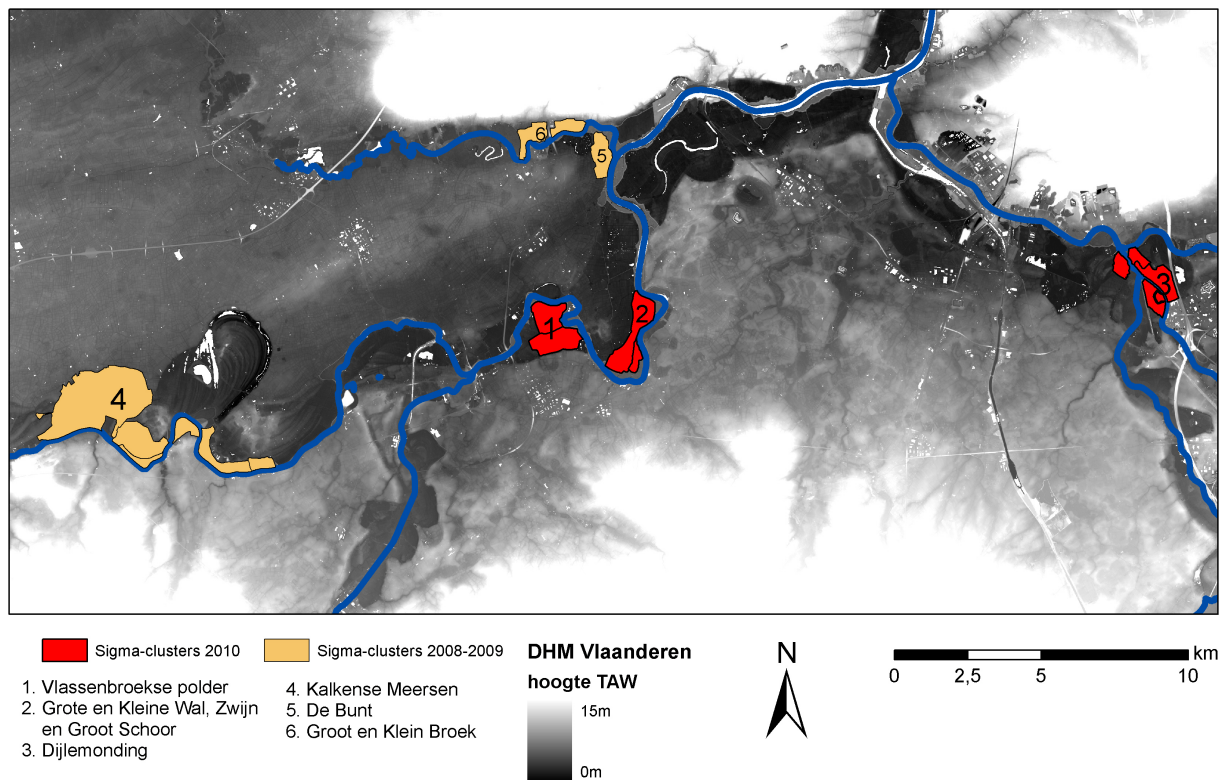 6
5
3
2
1
4
Sigma-clusters 2010
1. Vlassenbroekse polder
2. Grote en Kleine Wal, Zwijn
en Groot Schoor
3. Dijlemonding
Sigma-clusters 2008-2009
4. Kalkense Meersen
5. De Bunt
6. Groot en Klein Broek
DHM Vlaanderen
hoogte TAW
15m
0m
N
km
0 2,5 5 10